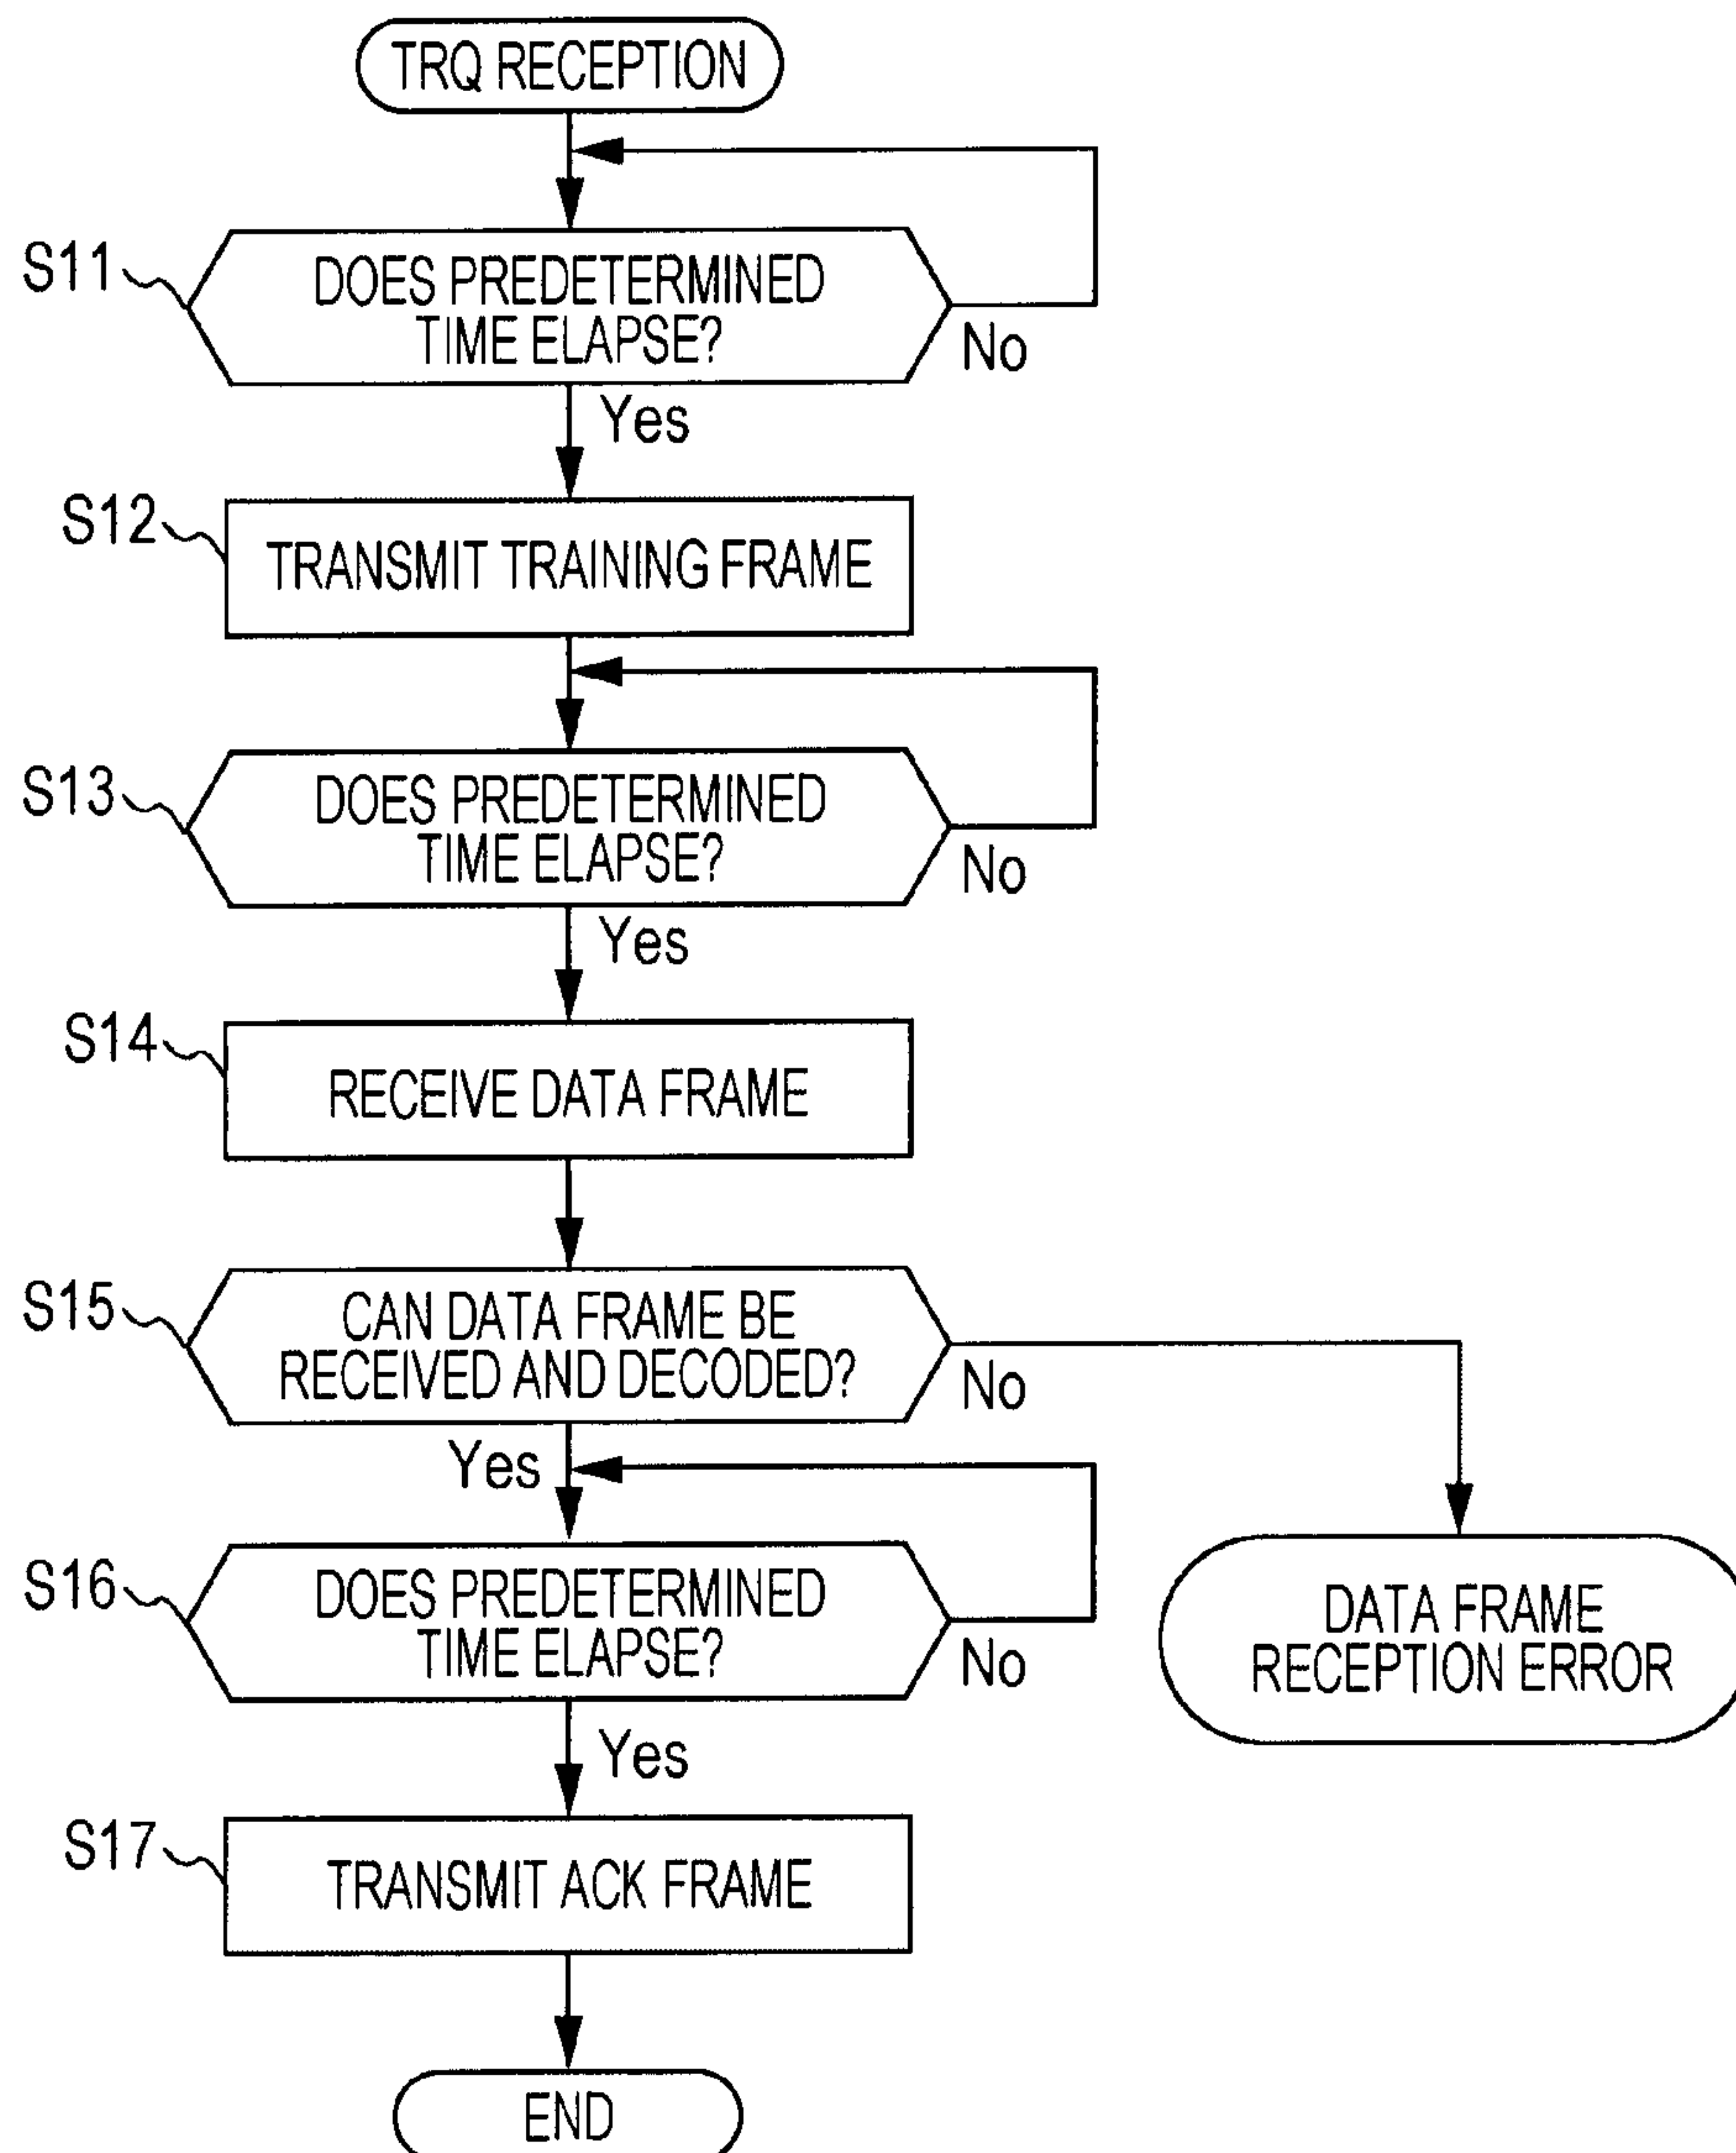 TRQ RECEPTION
S11
DOES PREDETERMINED
TIME ELAPSE?
No
Yes
S12
TRANSMIT TRAINING FRAME
S13
DOES PREDETERMINED
TIME ELAPSE?
No
Yes
S14
RECEIVE DATA FRAME
S15
CAN DATA FRAME BE
RECEIVED AND DECODED?
No
Yes
S16
DOES PREDETERMINED
TIME ELAPSE?
No
DATA FRAME
RECEPTION ERROR
Yes
S17
TRANSMIT ACK FRAME
END